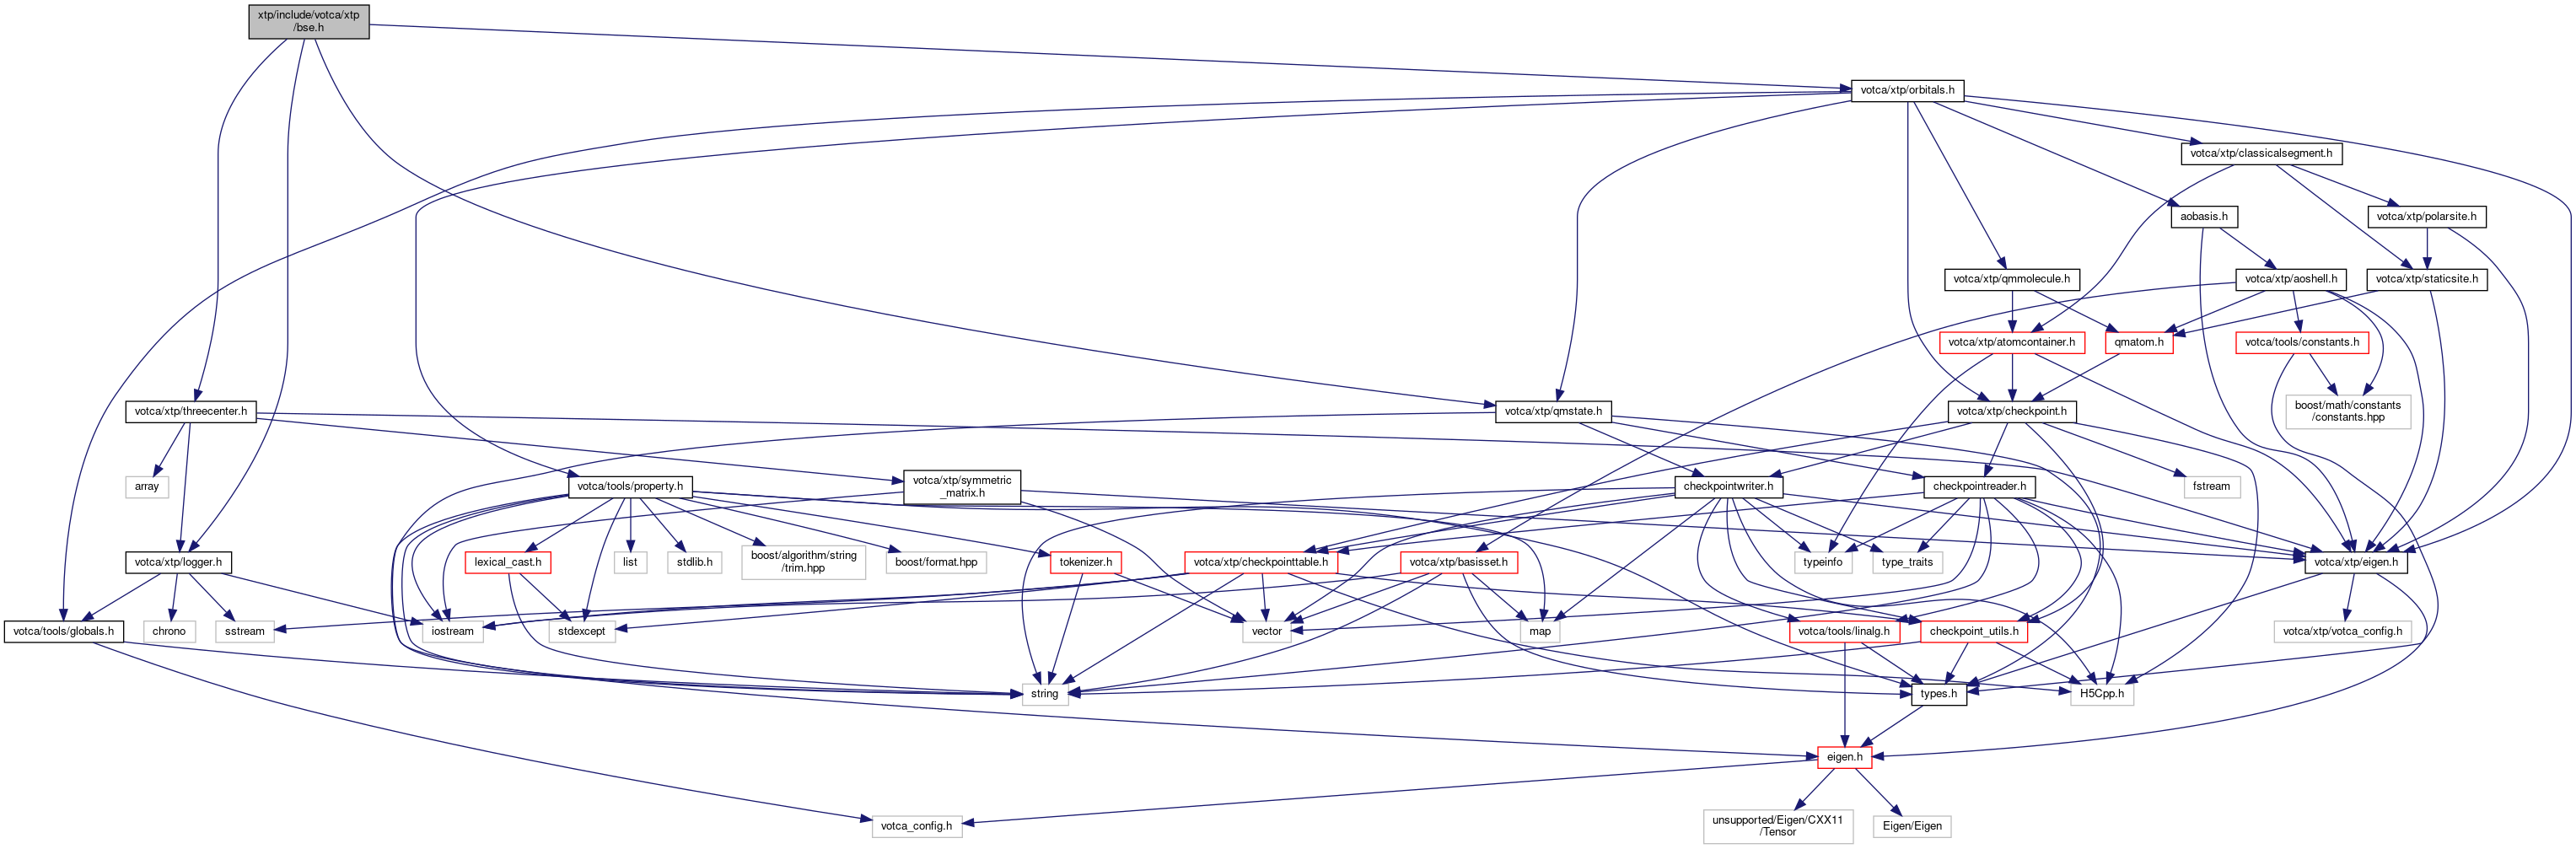 xtp/include/votca/xtp
/bse.h
votca/xtp/orbitals.h
votca/xtp/classicalsegment.h
aobasis.h
votca/xtp/polarsite.h
votca/xtp/qmmolecule.h
votca/xtp/aoshell.h
votca/xtp/staticsite.h
votca/xtp/atomcontainer.h
qmatom.h
votca/tools/constants.h
votca/xtp/threecenter.h
votca/xtp/qmstate.h
votca/xtp/checkpoint.h
boost/math/constants
/constants.hpp
array
votca/tools/property.h
votca/xtp/symmetric
_matrix.h
checkpointwriter.h
checkpointreader.h
fstream
votca/xtp/logger.h
lexical_cast.h
list
stdlib.h
boost/algorithm/string
/trim.hpp
boost/format.hpp
tokenizer.h
votca/xtp/checkpointtable.h
votca/xtp/basisset.h
typeinfo
type_traits
votca/xtp/eigen.h
votca/tools/globals.h
chrono
sstream
iostream
stdexcept
vector
map
votca/tools/linalg.h
checkpoint_utils.h
votca/xtp/votca_config.h
string
types.h
H5Cpp.h
eigen.h
votca_config.h
unsupported/Eigen/CXX11
/Tensor
Eigen/Eigen